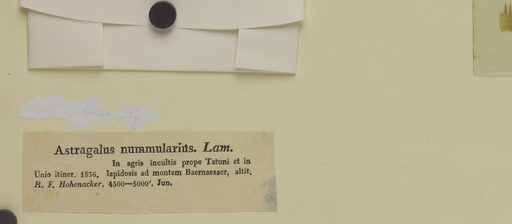 Astragalus nummularius. Lam.
In agris incultis prope Tatuni et in
Unio itiner. 1836. lapidosis ad montem Baernaesaer, altit.
R. F. Hohenacker. 4500—5000'. Jun.